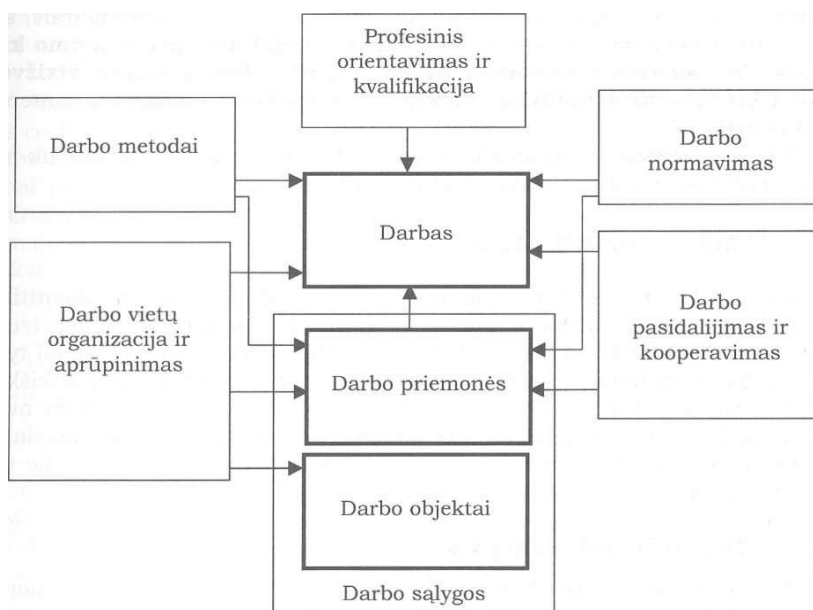 Profesinis
orientavimas ir
kvalifikacija
Darbo metodai
Darbo
normavimas
Darbas
Darbo vietų
organizacija ir
aprūpinimas
Darbo
pasidalijimas ir
kooperavimas
Darbo priemonės
Darbo objektai
Darbo sąlygos